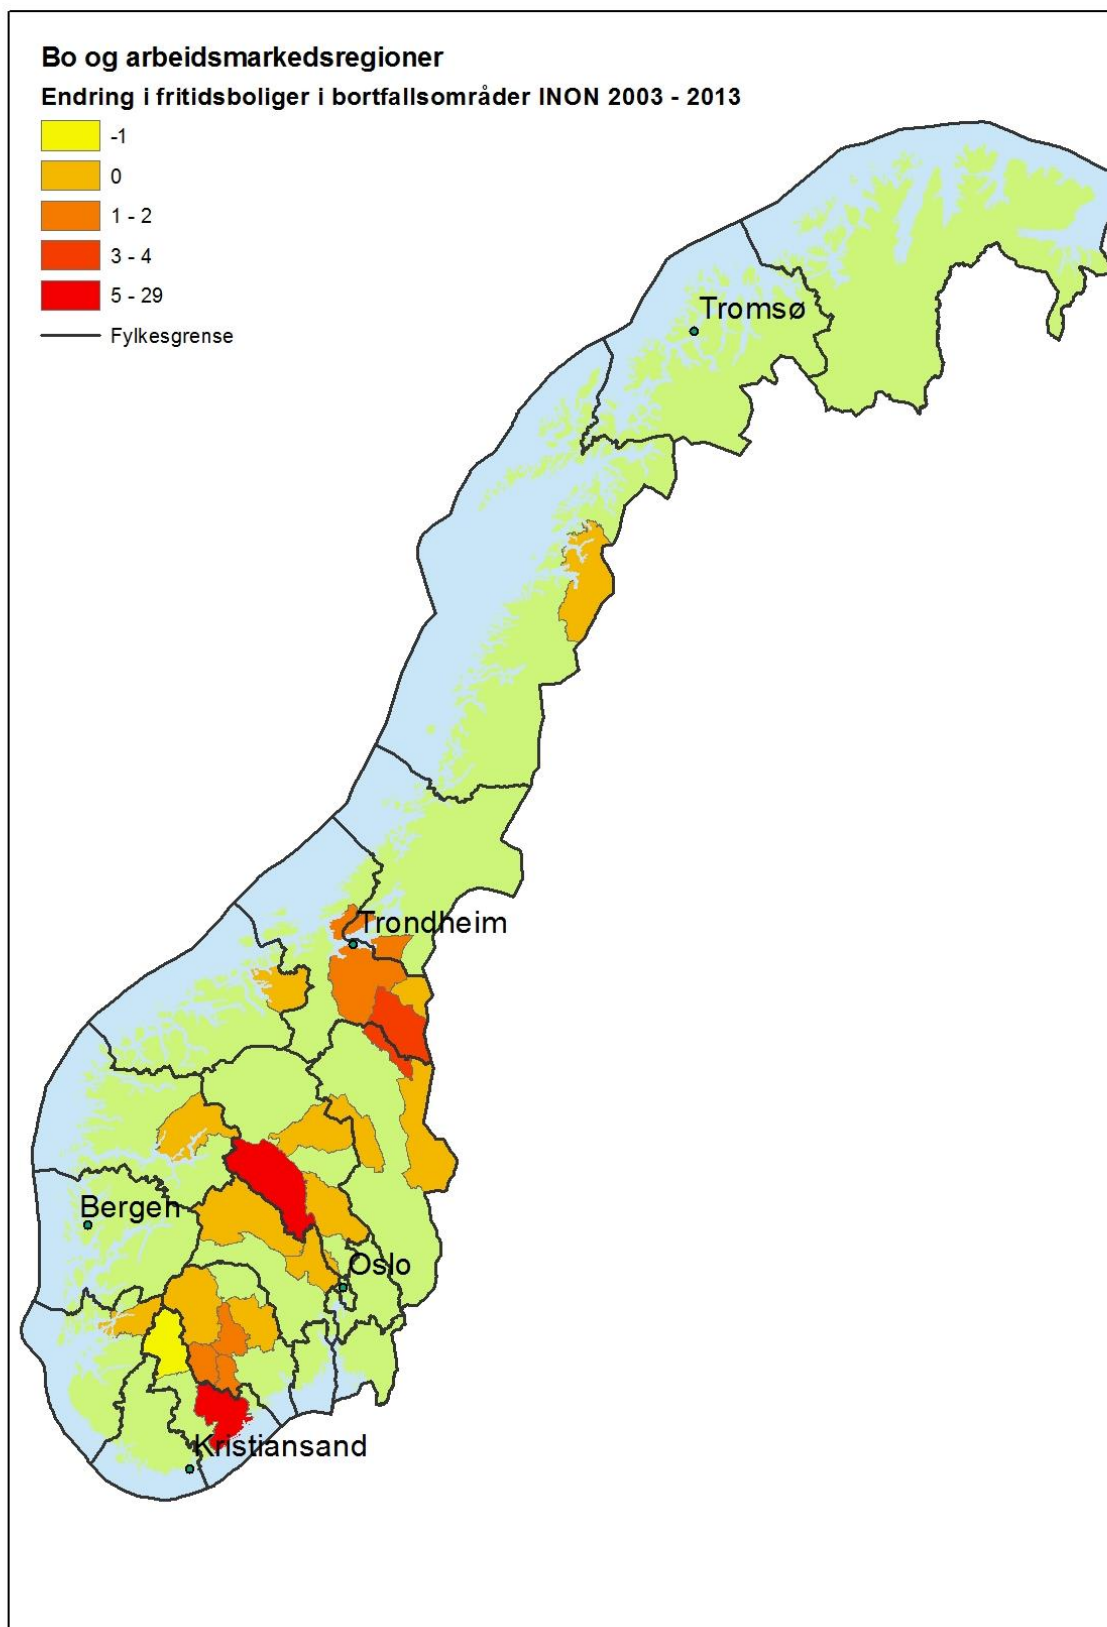 Bo og arbeidsmarkedsregioner
Endring i fritidsboliger i bortfallsområder INON 2003 - 2013
-1
0
1 - 2
3 - 4
5 - 29
Fylkesgrense
Tromsø
Trondheim
Bergen
Oslo
Kristiansand